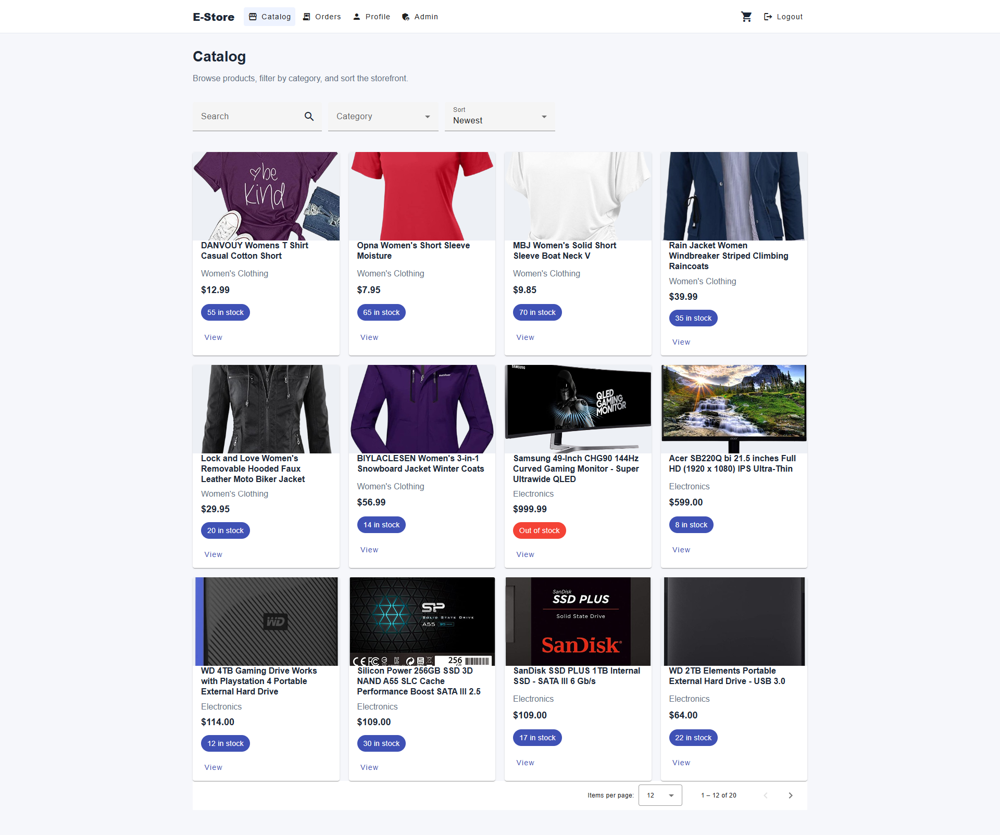 E-Store
Catalog
Orders
Profile
Admin
Logout
Catalog
Browse products, filter by category, and sort the storefront.
Search
Category
Sort
Newest
be
kind
DANVOUY Womens T Shirt
Casual Cotton Short
Women's Clothing
$12.99
55 in stock
View
Opna Women's Short Sleeve
Moisture
Women's Clothing
$7.95
65 in stock
View
MBJ Women's Solid Short
Sleeve Boat Neck V
Women's Clothing
$9.85
70 in stock
View
Rain Jacket Women
Windbreaker Striped Climbing
Raincoats
Women's Clothing
$39.99
35 in stock
View
Lock and Love Women's
Removable Hooded Faux
Leather Moto Biker Jacket
Women's Clothing
$29.95
20 in stock
View
outdoor
BIYLACLESEN Women's 3-in-1
Snowboard Jacket Winter Coats
Women's Clothing
$56.99
14 in stock
View
SAMSUNG
QLED
GAMING
MONITOR
Samsung 49-Inch CHG90 144Hz
Curved Gaming Monitor - Super
Ultrawide QLED
Electronics
$999.99
Out of stock
View
acer
Acer SB220Q bi 21.5 inches Full
HD (1920 x 1080) IPS Ultra-Thin
Electronics
$599.00
8 in stock
View
WD
WD 4TB Gaming Drive Works
with Playstation 4 Portable
External Hard Drive
Electronics
$114.00
12 in stock
View
SP
SOLID STATE DRIVE
A55
CE FC
256
GB
Silicon Power 256GB SSD 3D
NAND A55 SLC Cache
Performance Boost SATA III 2.5
Electronics
$109.00
30 in stock
View
SanDisk
SSD PLUS
Solid State Drive
SanDisk
SanDisk SSD PLUS 1TB Internal
SSD - SATA III 6 Gb/s
Electronics
$109.00
17 in stock
View
WD 2TB Elements Portable
External Hard Drive - USB 3.0
Electronics
$64.00
22 in stock
View
Items per page:
12
1 – 12 of 20